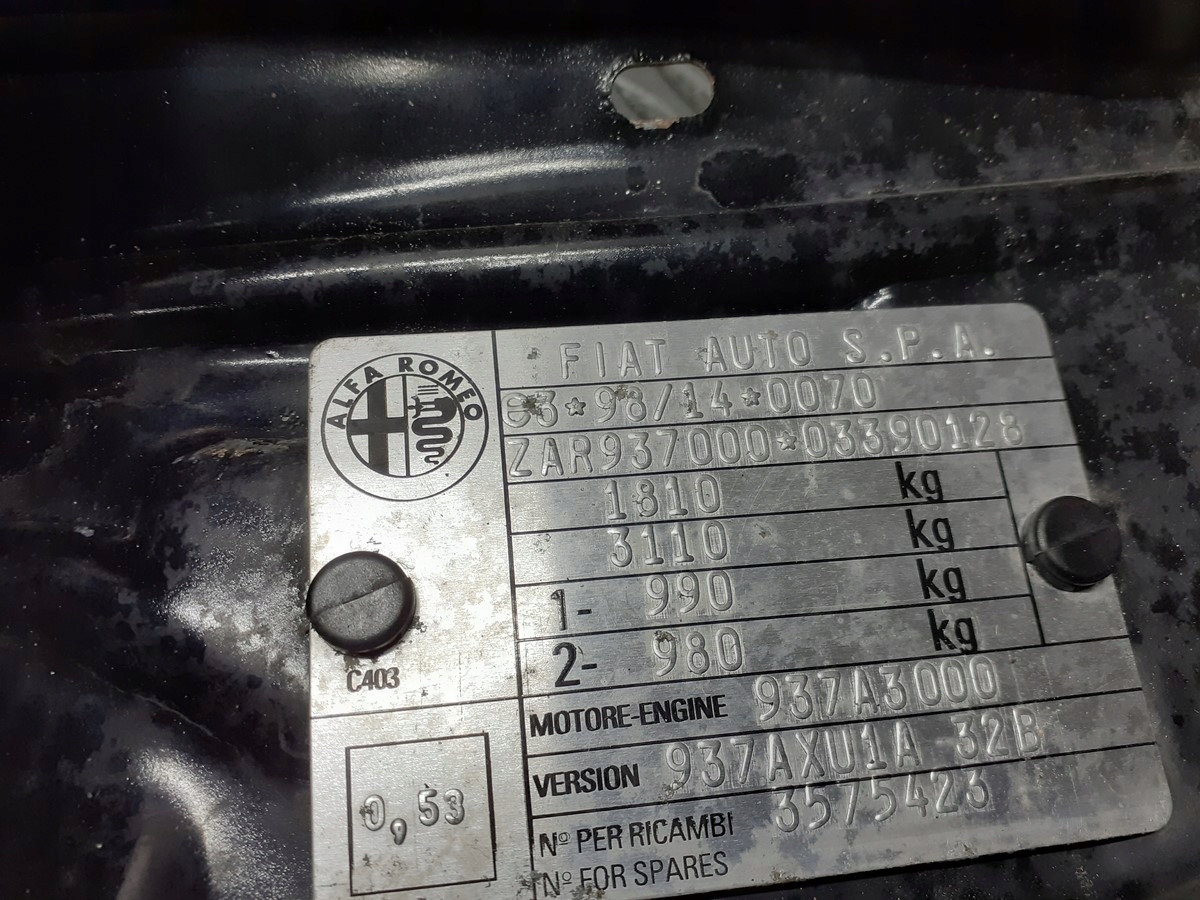 ALFA ROMEO
FIAT AUTO S.P.A.
e3*98/14*0070
ZAR937000*03390128
1810 kg
3110 kg
1- 990 kg
2- 980 kg
C403
MOTORE-ENGINE 937A3000
VERSION 937AXU1A 32B
0,53
Nº PER RICAMBI 3575423
Nº FOR SPARES